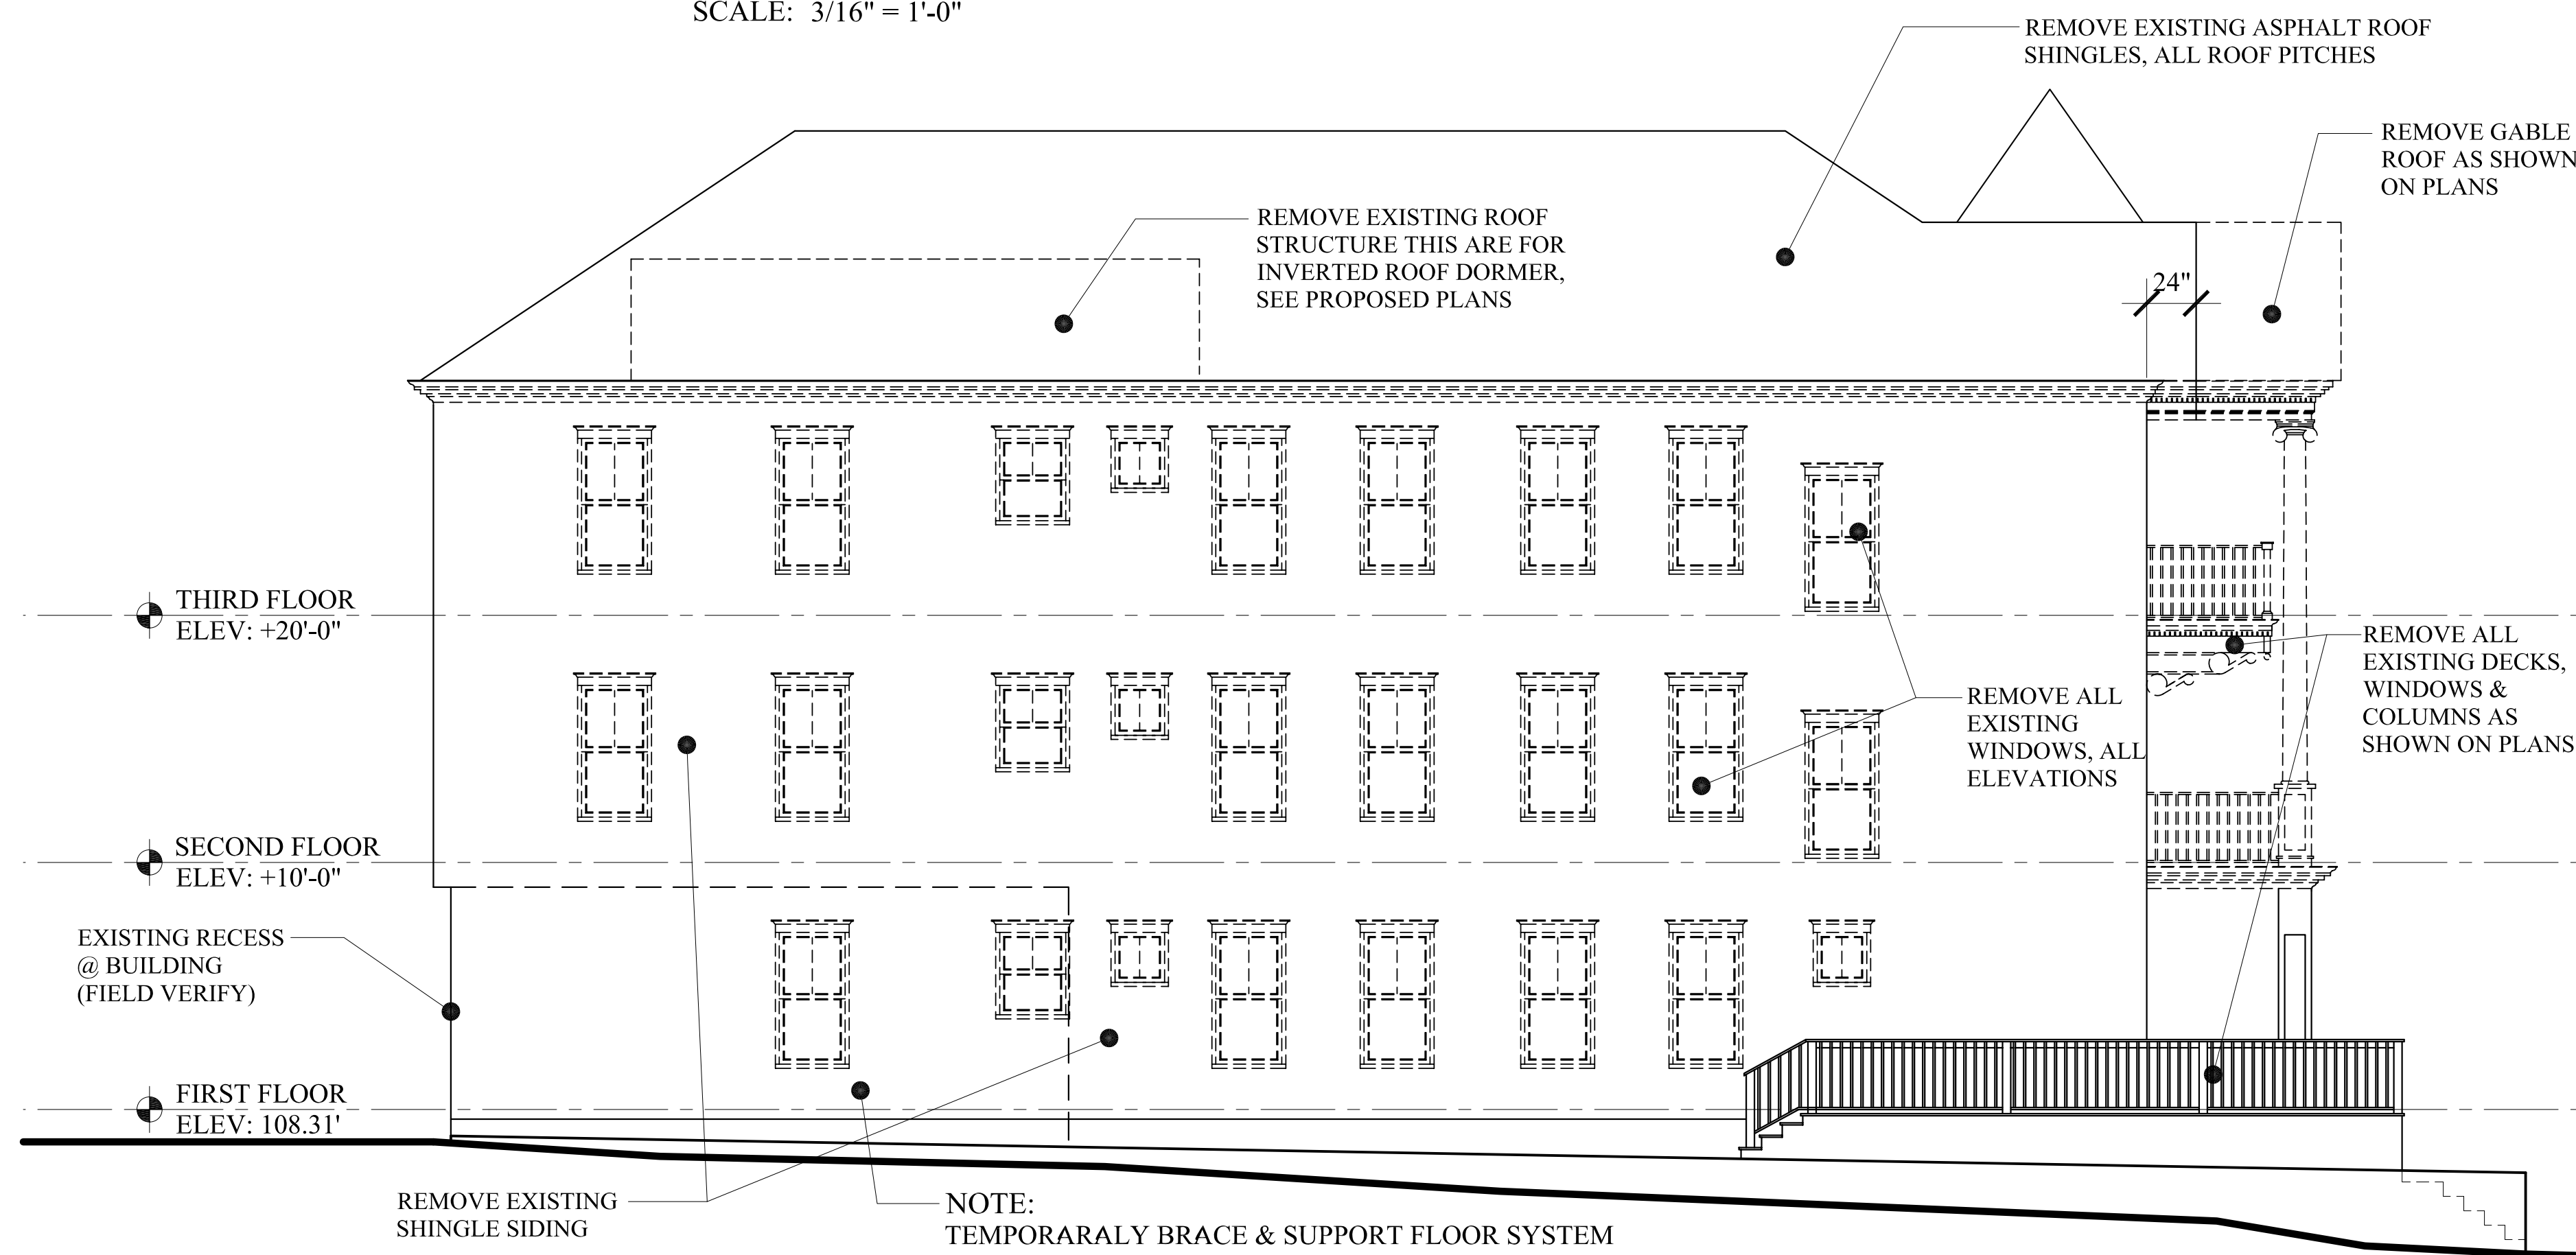 SCALE: 3/16" = 1'-0"
REMOVE EXISTING ASPHALT ROOF
SHINGLES, ALL ROOF PITCHES
REMOVE GABLE
ROOF AS SHOWN
ON PLANS
REMOVE EXISTING ROOF
STRUCTURE THIS ARE FOR
INVERTED ROOF DORMER,
SEE PROPOSED PLANS
24"
THIRD FLOOR
ELEV: +20'-0"
REMOVE ALL
EXISTING DECKS,
WINDOWS &
COLUMNS AS
SHOWN ON PLANS
REMOVE ALL
EXISTING
WINDOWS, ALL
ELEVATIONS
SECOND FLOOR
ELEV: +10'-0"
EXISTING RECESS
@ BUILDING
(FIELD VERIFY)
FIRST FLOOR
ELEV: 108.31'
REMOVE EXISTING
SHINGLE SIDING
NOTE:
TEMPORARALY BRACE & SUPPORT FLOOR SYSTEM